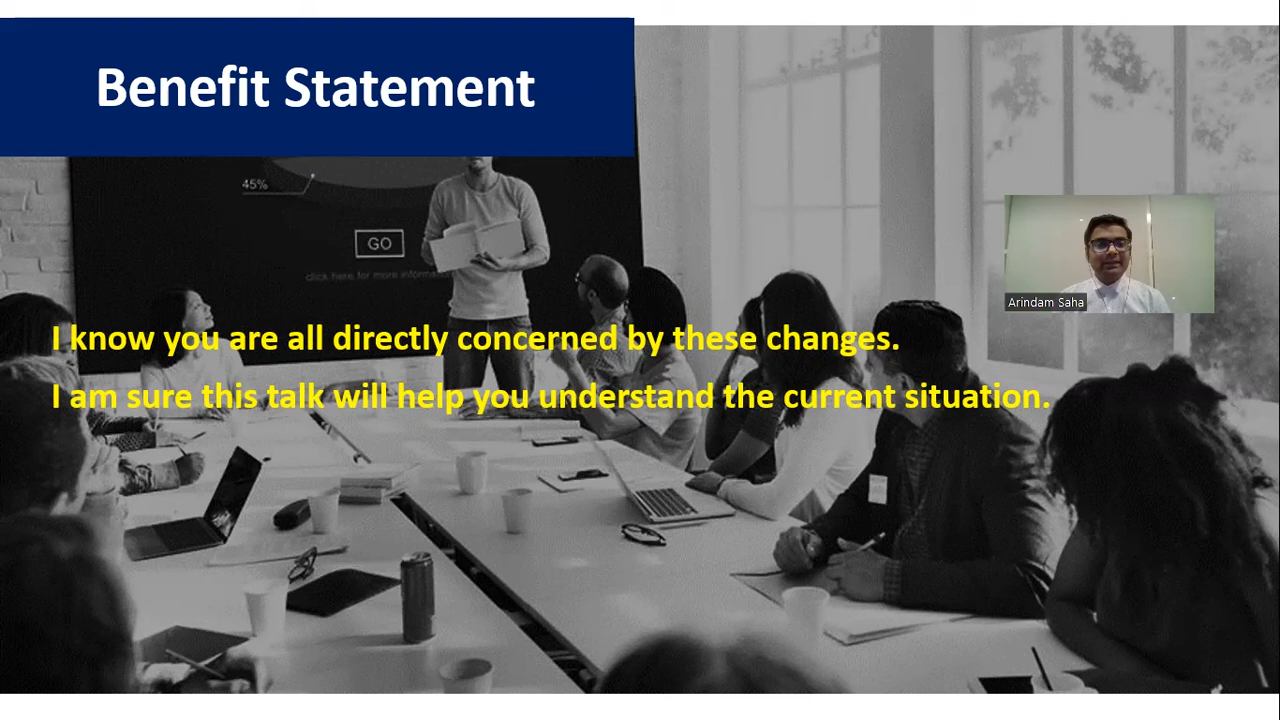 Benefit Statement
45%
GO
click here for more
Arindam Saha
I know you are all directly concerned by these changes.
I am sure this talk will help you understand the current situation.